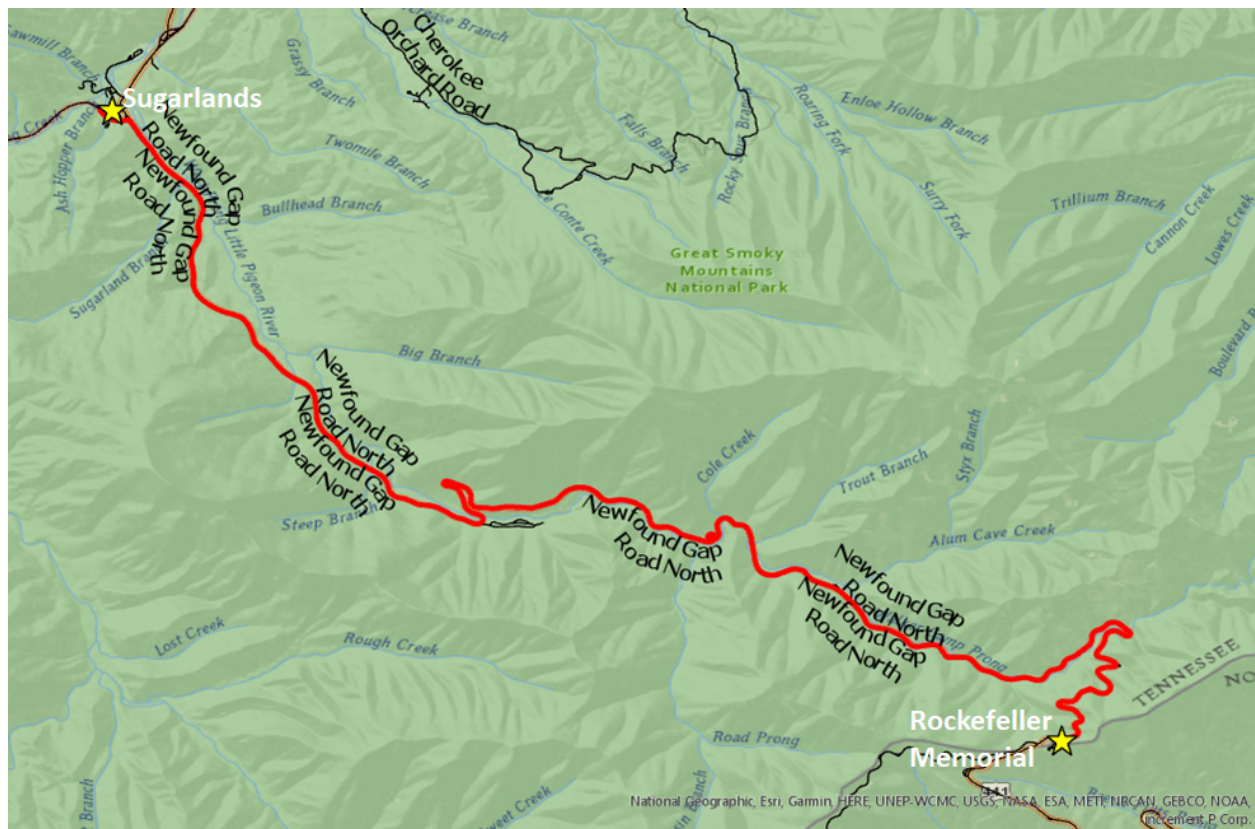 Sugarlands
Cherokee
Orchard Road
Grassy Branch
Twomile Branch
Falls Branch
Rocky Spur Branch
Roaring Fork
Enloe Hollow Branch
Surry Fork
Trillium Branch
Cannon Creek
Lowes Creek
Ash Hopper Branch
Newfound Gap
Road North
Newfound Gap
Road North
Bullhead Branch
Little Pigeon River
Le Conte Creek
Great Smoky
Mountains
National Park
Big Branch
Newfound Gap
Road North
Newfound Gap
Road North
Steep Branch
Cole Creek
Trout Branch
Styx Branch
Alum Cave Creek
Newfound Gap
Road North
Newfound Gap
Road North
Newfound Gap
Road North
Prong
Lost Creek
Rough Creek
TENNESSEE
NO
Rockefeller
Memorial
Road Prong
441
National Geographic, Esri, Garmin, HERE, UNEP-WCMC, USGS, NASA, ESA, METI, NRCAN, GEBCO, NOAA,
increment P Corp.